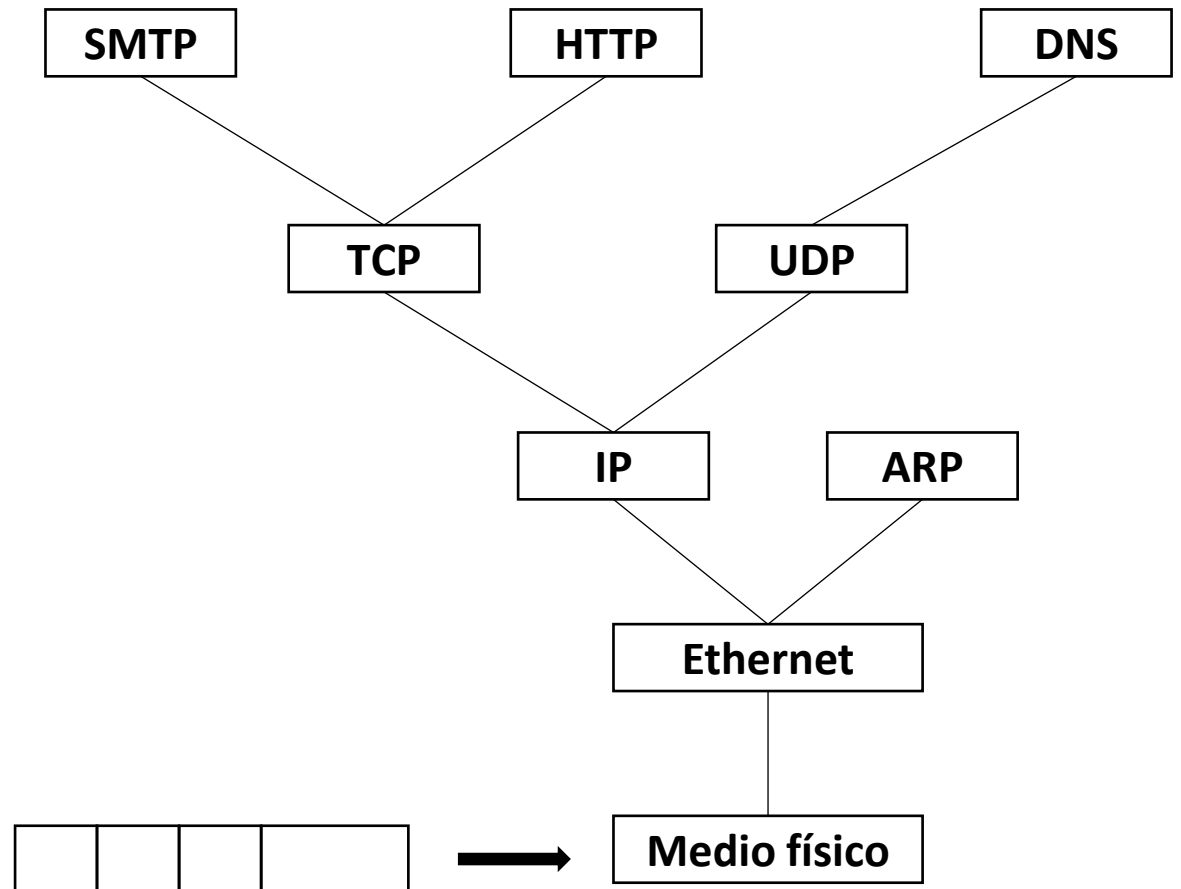 SMTP
HTTP
DNS
TCP
UDP
IP
ARP
Ethernet
Medio físico